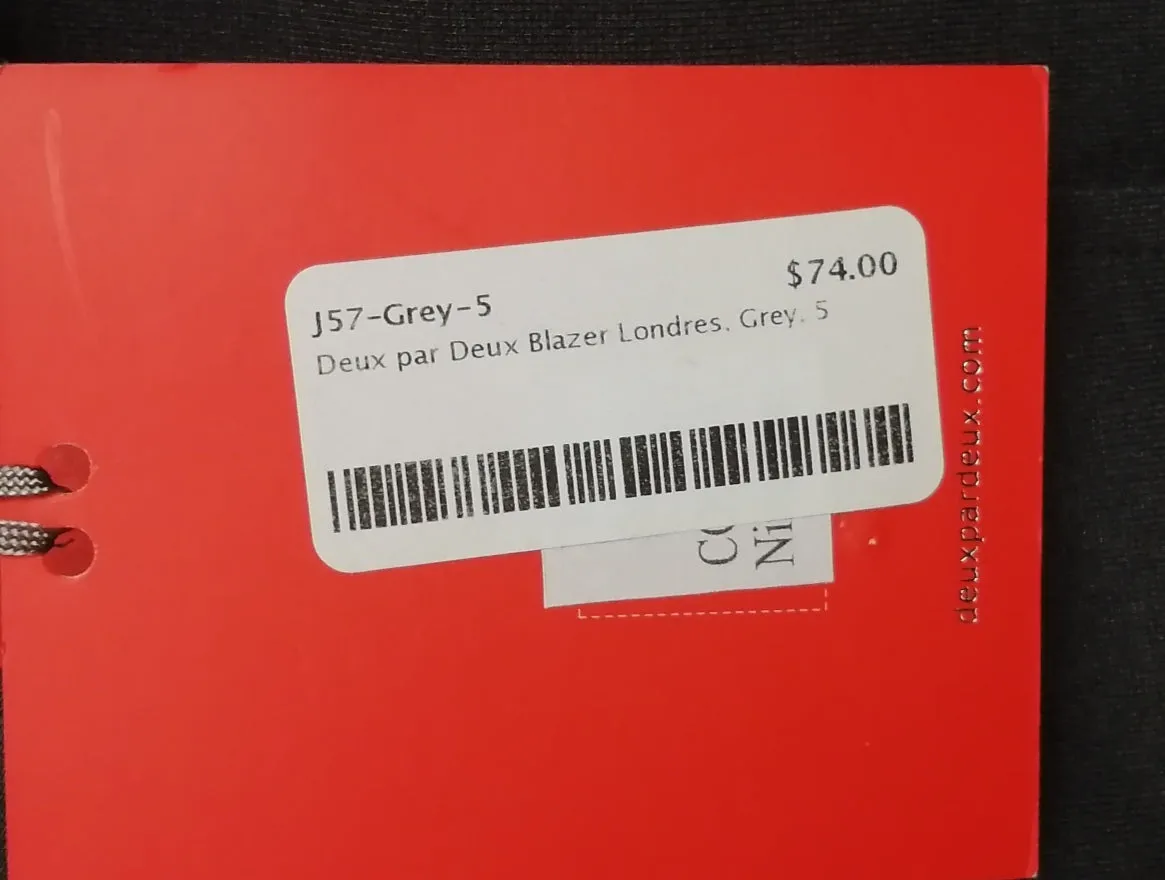 $74.00
J57-Grey-5
Deux par Deux Blazer Londres, Grey, 5
deuxpardeux.com